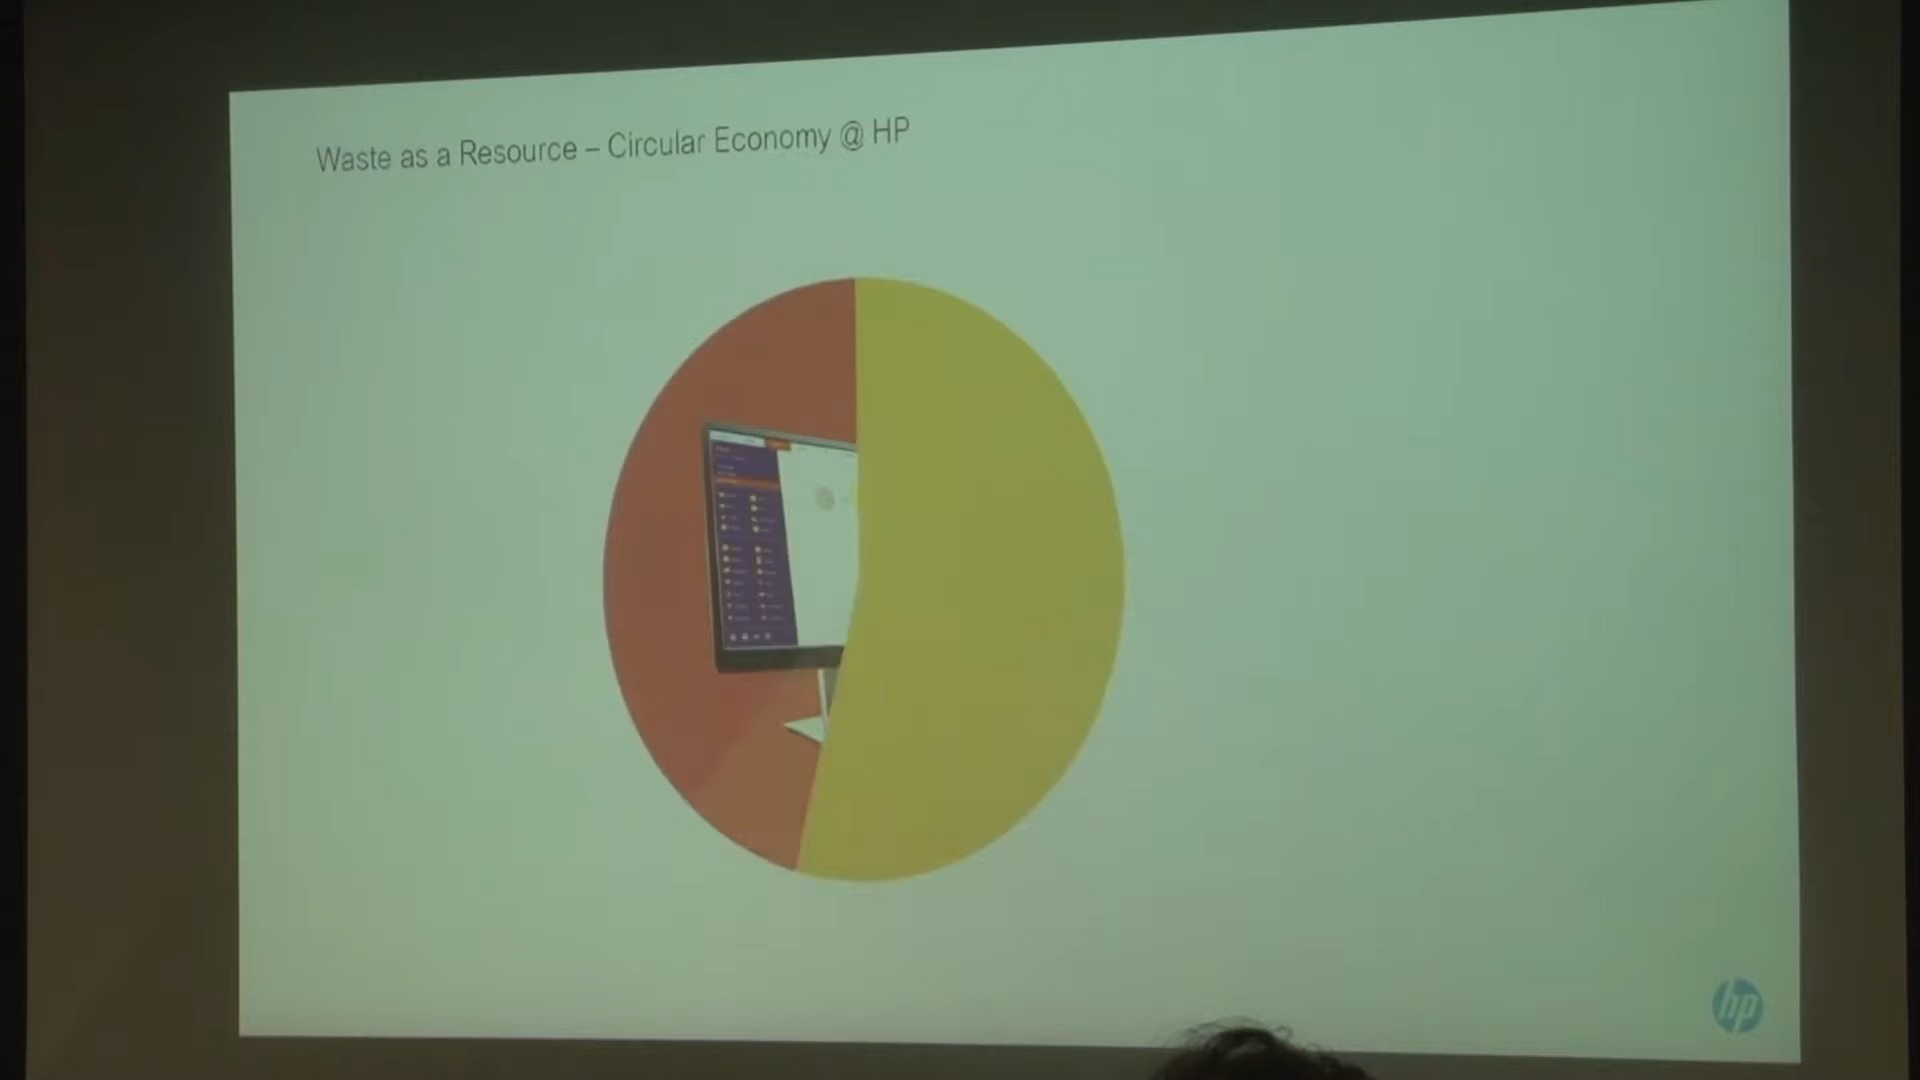 Waste as a Resource – Circular Economy @ HP
hp